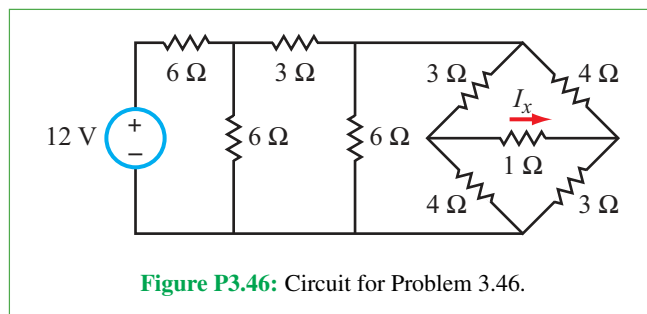 6 Ω 3 Ω 3 Ω 4 Ω
I_x
12 V + − 6 Ω 6 Ω
1 Ω
4 Ω 3 Ω
Figure P3.46: Circuit for Problem 3.46.